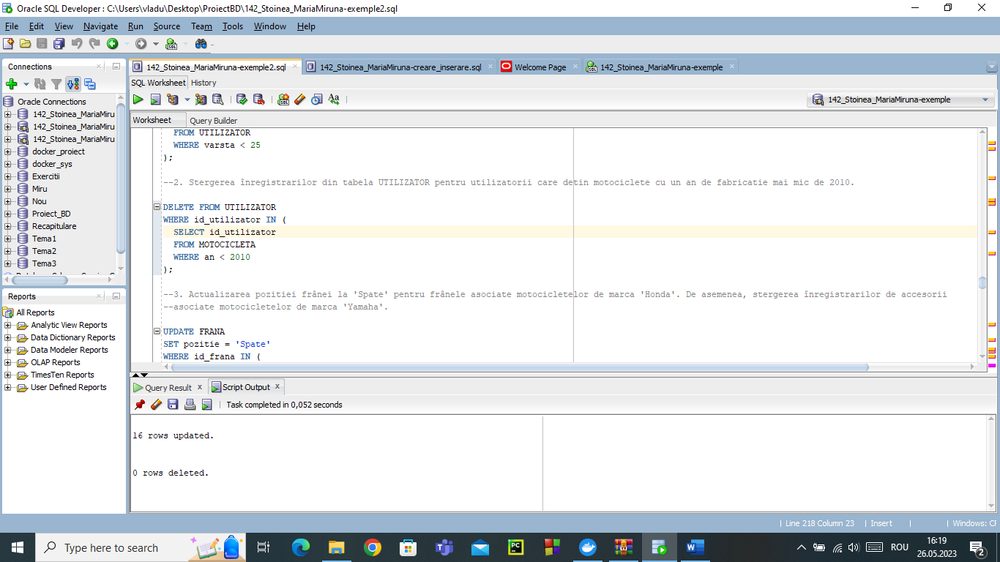 Oracle SQL Developer : C:\Users\vladu\Desktop\ProiectBD\142_Stoinea_MariaMiruna-exemple2.sql
File Edit View Navigate Run Source Team Tools Window Help
Connections
Oracle Connections
142_Stoinea_MariaMiru
142_Stoinea_MariaMiru
142_Stoinea_MariaMiru
docker_proiect
docker_sys
Exercitii
Miru
Nou
Proiect_BD
Recapitulare
Tema1
Tema2
Tema3
Reports
All Reports
Analytic View Reports
Data Dictionary Reports
Data Modeler Reports
OLAP Reports
TimesTen Reports
User Defined Reports
142_Stoinea_MariaMiruna-exemple2.sql
142_Stoinea_MariaMiruna-creare_inserare.sql
Welcome Page
142_Stoinea_MariaMiruna-exemple
SQL Worksheet History
142_Stoinea_MariaMiruna-exemple
Worksheet Query Builder
FROM UTILIZATOR
WHERE varsta < 25
);
--2. Stergerea înregistrarilor din tabela UTILIZATOR pentru utilizatorii care detin motociclete cu un an de fabricatie mai mic de 2010.
DELETE FROM UTILIZATOR
WHERE id_utilizator IN (
SELECT id_utilizator
FROM MOTOCICLETA
WHERE an < 2010
);
--3. Actualizarea pozitiei frânei la 'Spate' pentru frânele asociate motocicletelor de marca 'Honda'. De asemenea, stergerea înregistrarilor de accesorii
--asociate motocicletelor de marca 'Yamaha'.
UPDATE FRANA
SET pozitie = 'Spate'
WHERE id_frana IN (
Query Result Script Output
Task completed in 0,052 seconds
16 rows updated.
0 rows deleted.
Line 218 Column 23 Insert Windows: CF
Type here to search
ROU
16:19
26.05.2023
2